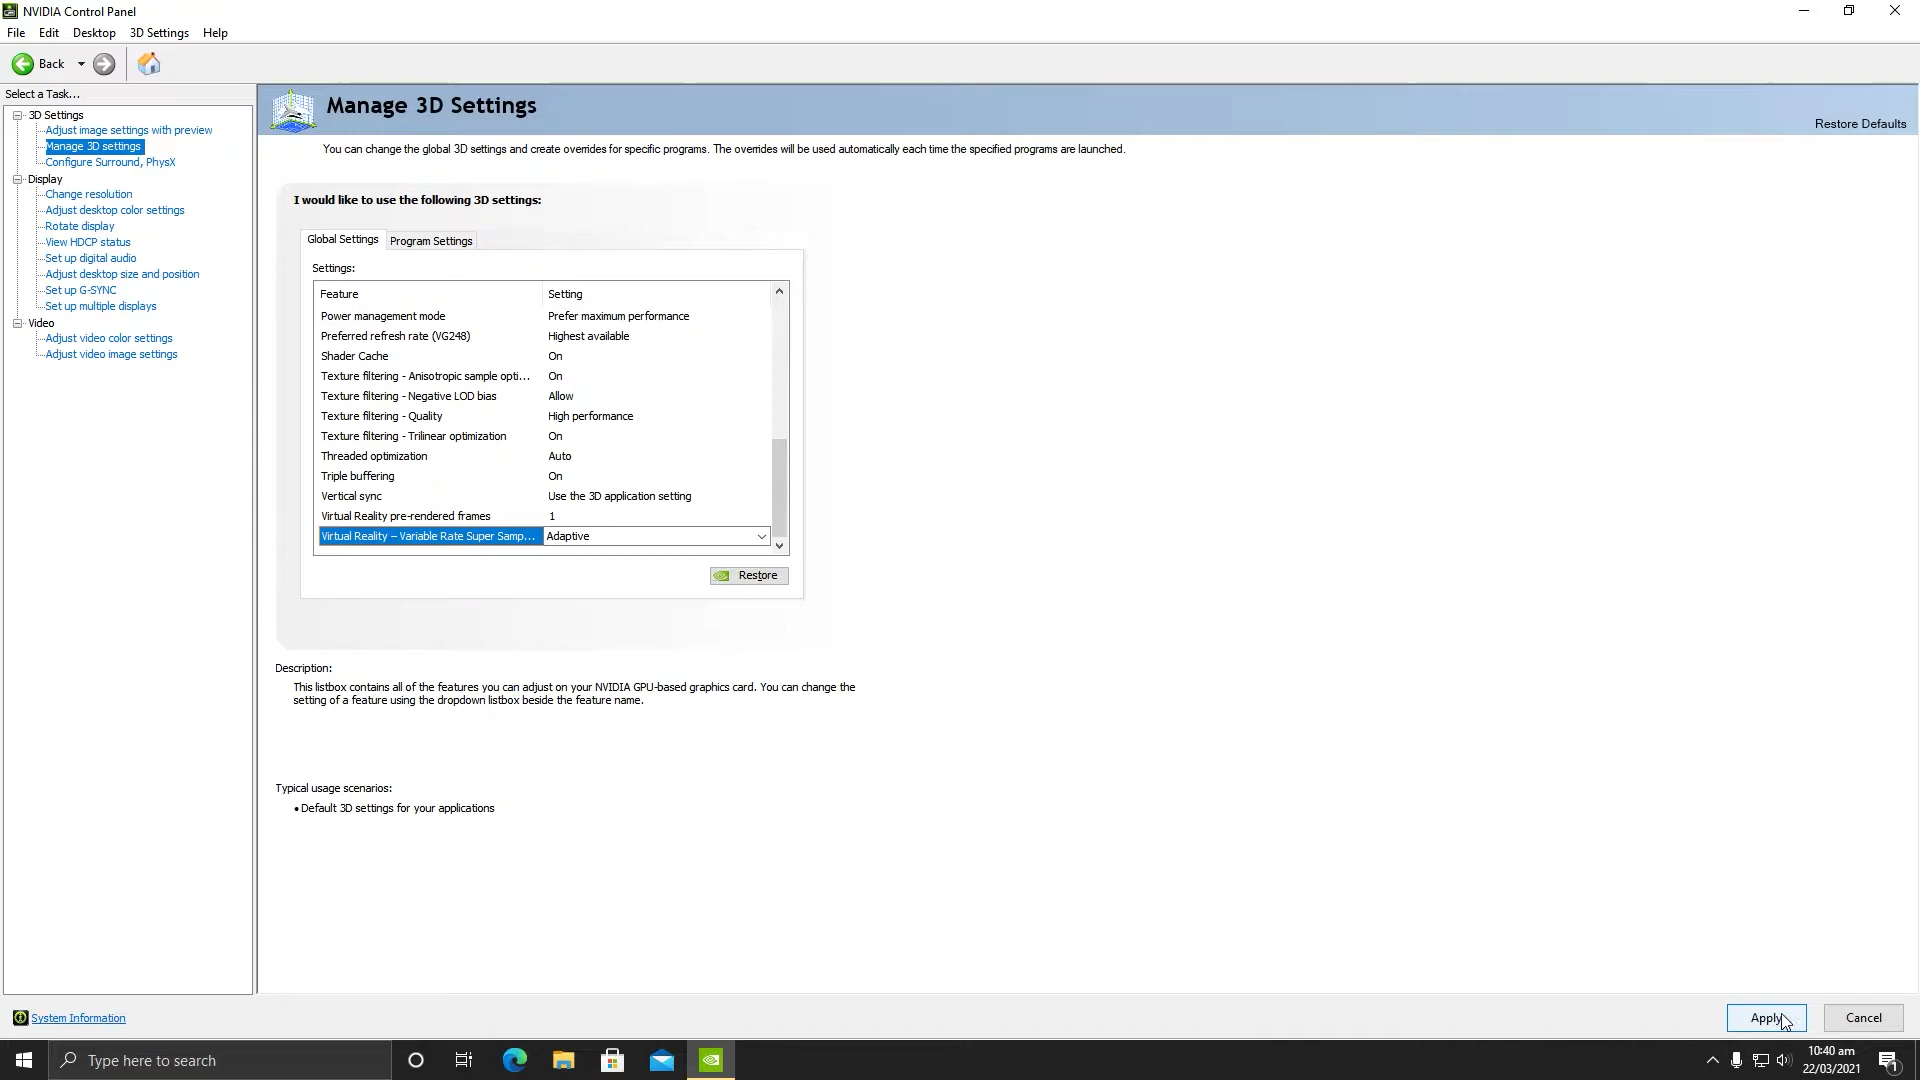 NVIDIA Control Panel
File Edit Desktop 3D Settings Help
Back
Select a Task...
3D Settings
Adjust image settings with preview
Manage 3D settings
Configure Surround, PhysX
Display
Change resolution
Adjust desktop color settings
Rotate display
View HDCP status
Set up digital audio
Adjust desktop size and position
Set up G-SYNC
Set up multiple displays
Video
Adjust video color settings
Adjust video image settings
Manage 3D Settings
Restore Defaults
You can change the global 3D settings and create overrides for specific programs. The overrides will be used automatically each time the specified programs are launched.
I would like to use the following 3D settings:
Global Settings Program Settings
Settings:
Feature Setting
Power management mode Prefer maximum performance
Preferred refresh rate (VG248) Highest available
Shader Cache On
Texture filtering - Anisotropic sample opti... On
Texture filtering - Negative LOD bias Allow
Texture filtering - Quality High performance
Texture filtering - Trilinear optimization On
Threaded optimization Auto
Triple buffering On
Vertical sync Use the 3D application setting
Virtual Reality pre-rendered frames 1
Virtual Reality – Variable Rate Super Samp... Adaptive
Restore
Description:
This listbox contains all of the features you can adjust on your NVIDIA GPU-based graphics card. You can change the
setting of a feature using the dropdown listbox beside the feature name.
Typical usage scenarios:
• Default 3D settings for your applications
System Information
Apply Cancel
Type here to search
10:40 am
22/03/2021
1